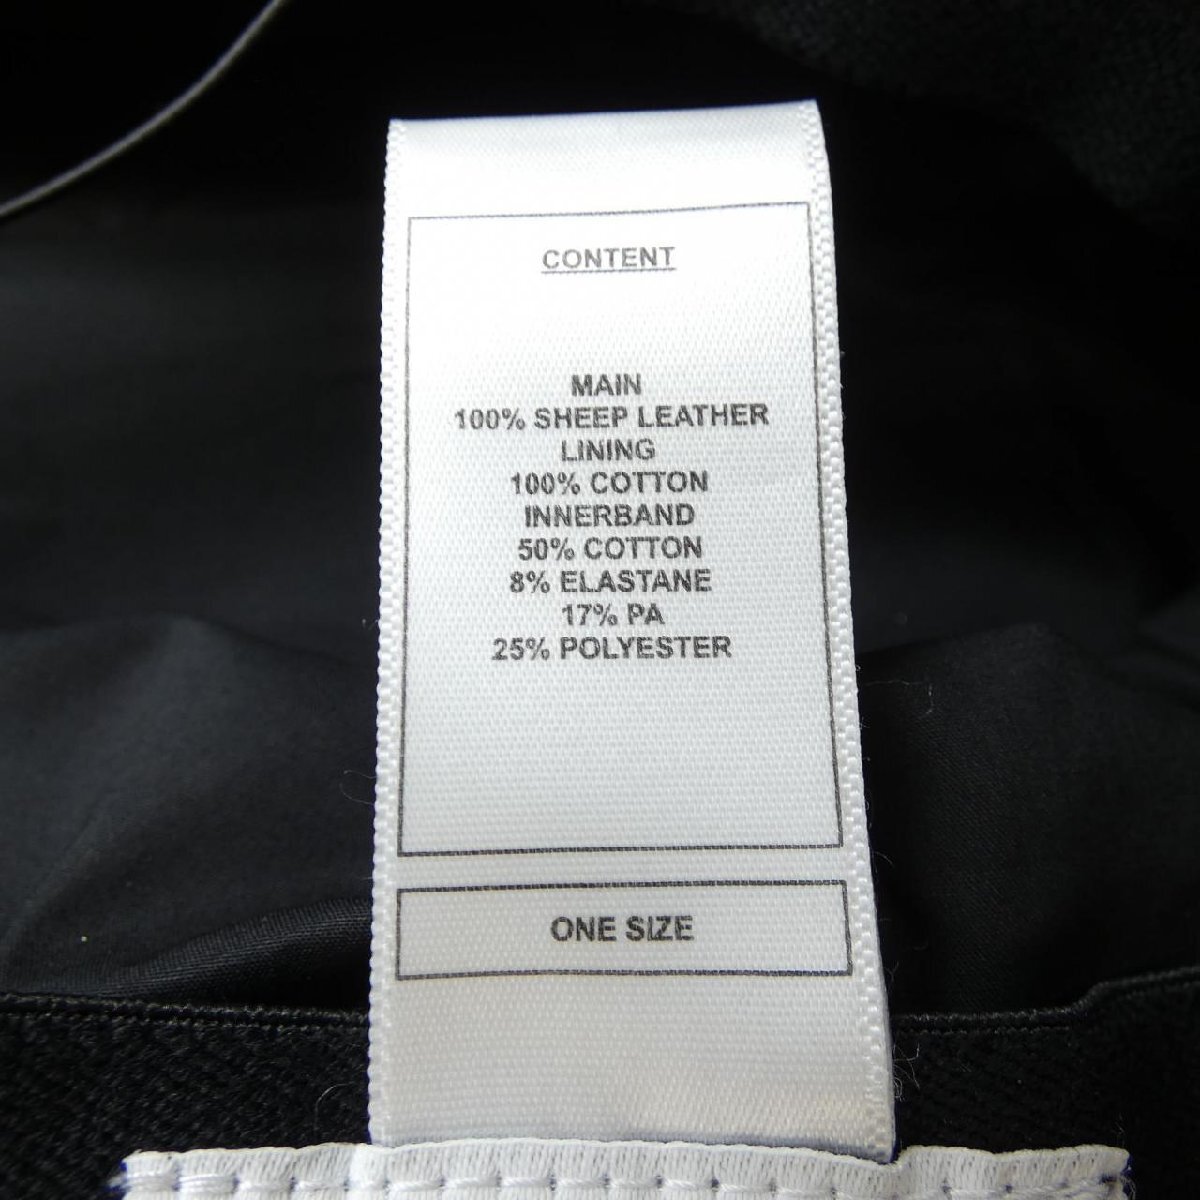 CONTENT
MAIN
100% SHEEP LEATHER
LINING
100% COTTON
INNERBAND
50% COTTON
8% ELASTANE
17% PA
25% POLYESTER
ONE SIZE